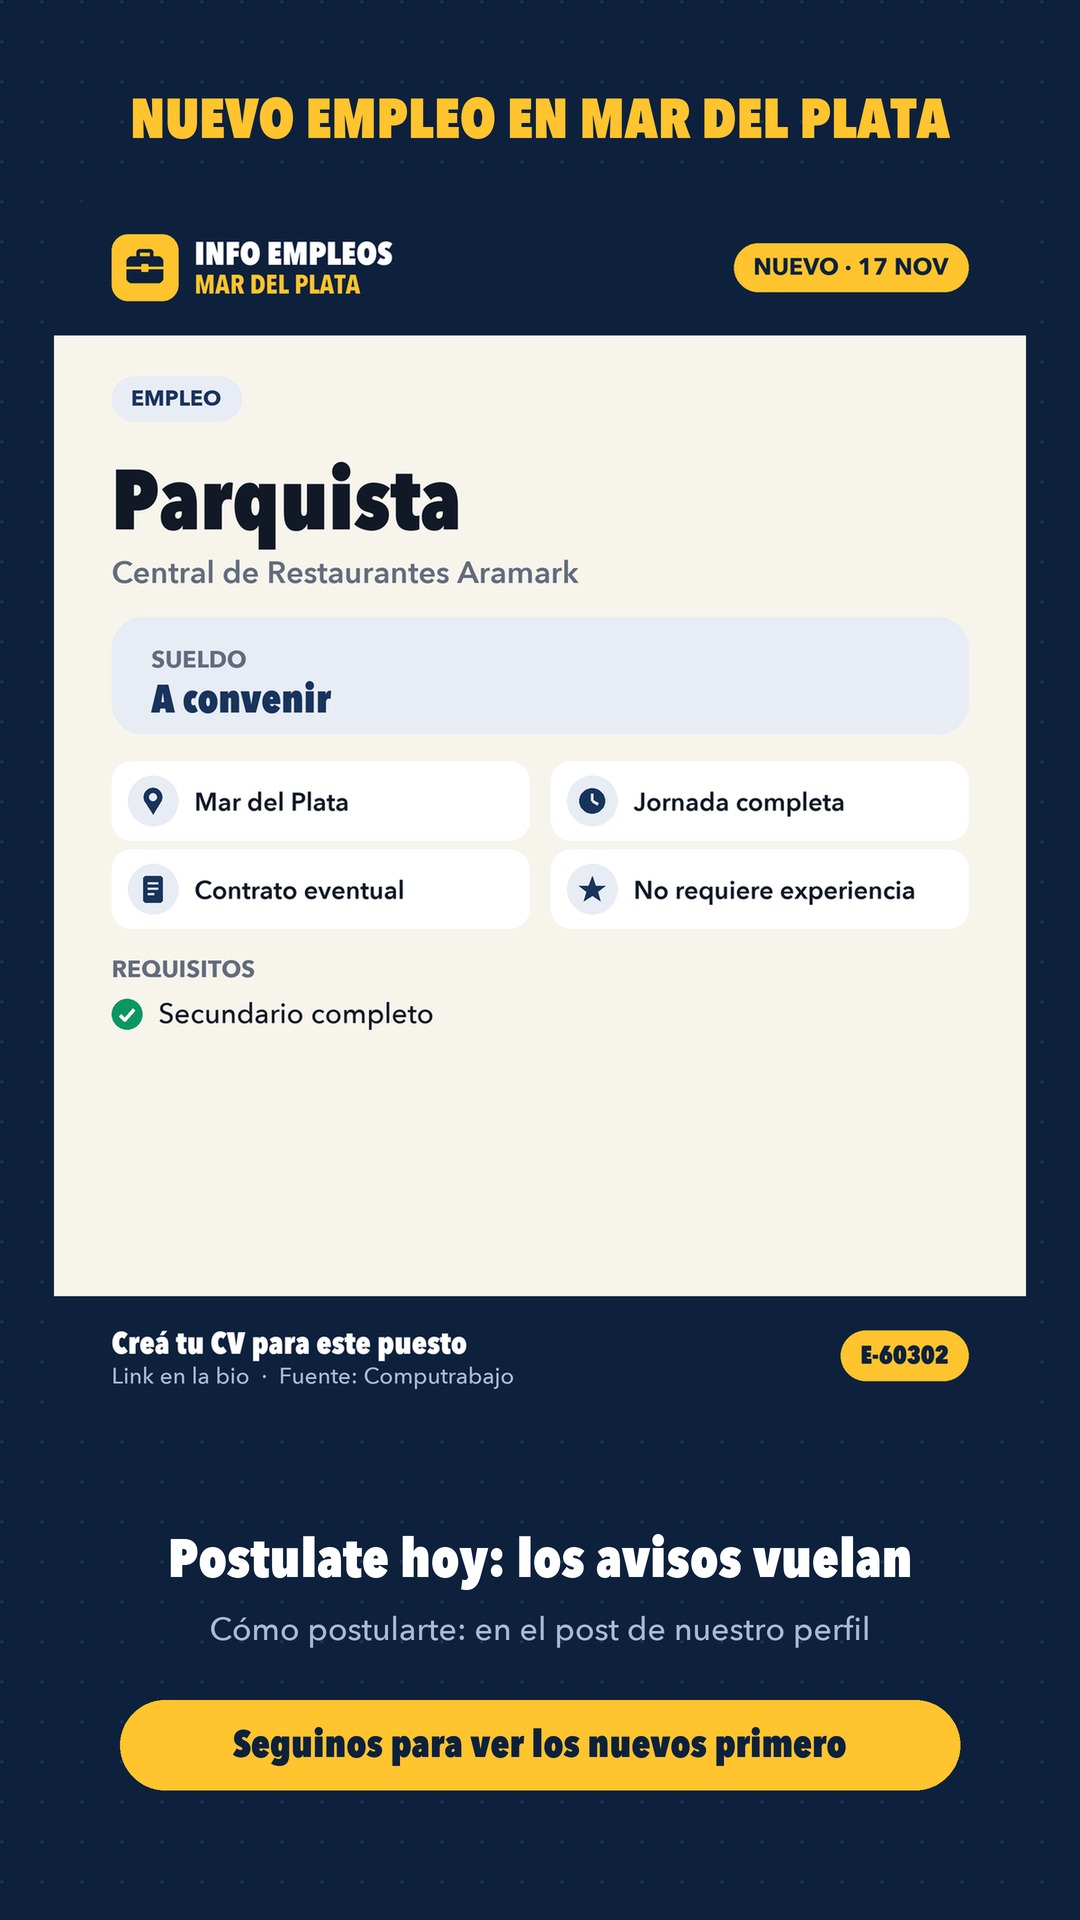 NUEVO EMPLEO EN MAR DEL PLATA
INFO EMPLEOS
MAR DEL PLATA
NUEVO · 17 NOV
EMPLEO
Parquista
Central de Restaurantes Aramark
SUELDO
A convenir
Mar del Plata
Jornada completa
Contrato eventual
No requiere experiencia
REQUISITOS
Secundario completo
Creá tu CV para este puesto
Link en la bio · Fuente: Computrabajo
E-60302
Postulate hoy: los avisos vuelan
Cómo postularte: en el post de nuestro perfil
Seguinos para ver los nuevos primero